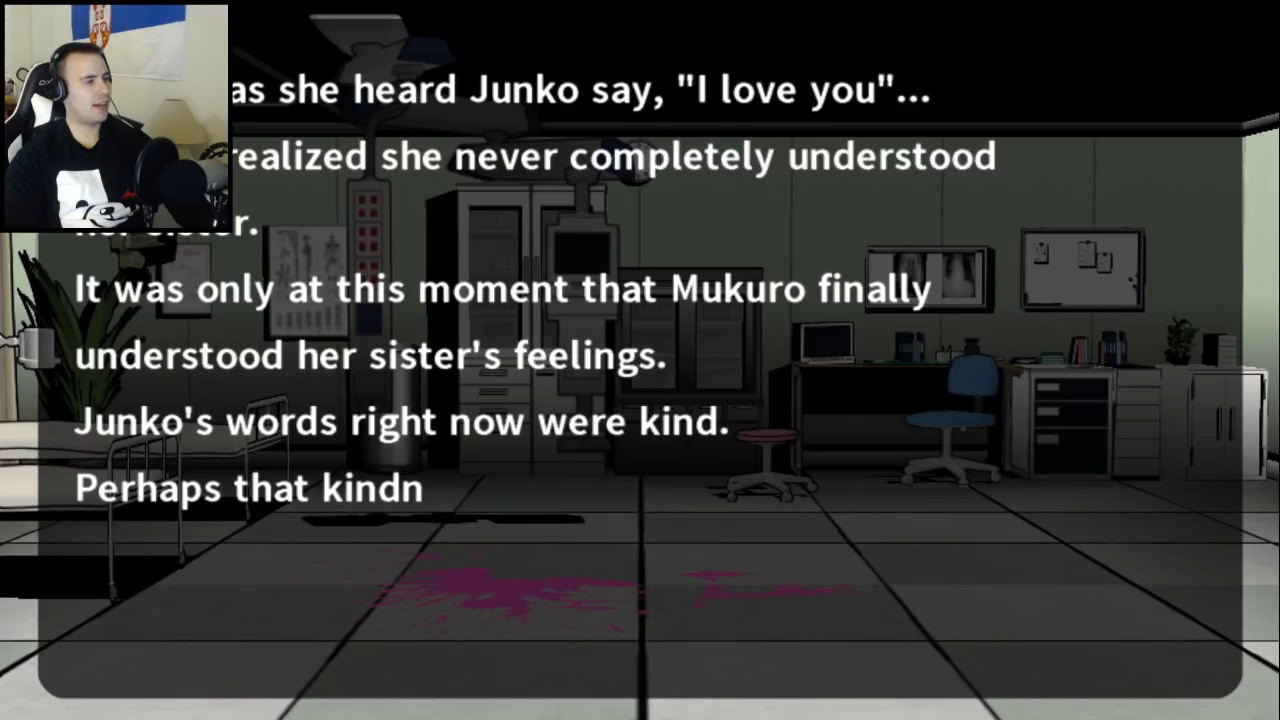 as she heard Junko say, "I love you"...
realized she never completely understood
It was only at this moment that Mukuro finally
understood her sister's feelings.
Junko's words right now were kind.
Perhaps that kindn